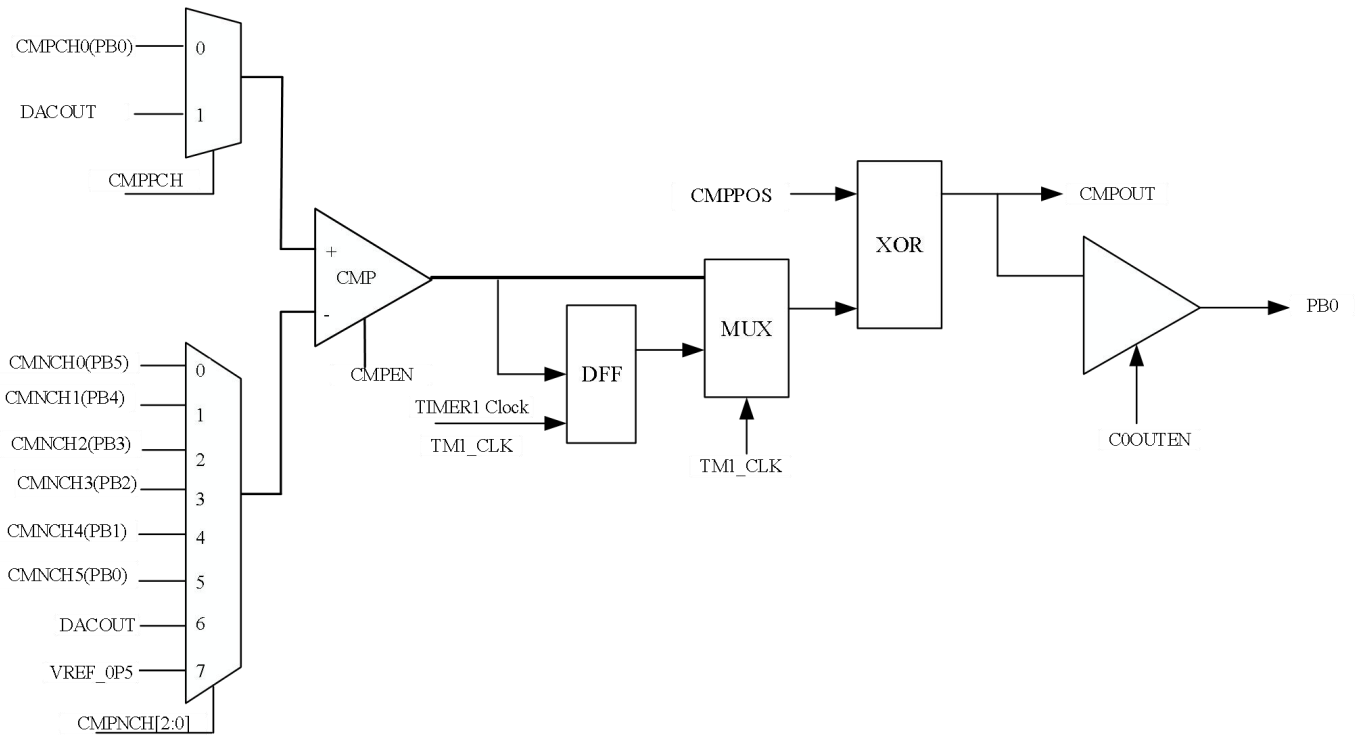 CMPCH0(PB0)
0
DACOUT
1
CMPPCH
CMPPOS
XOR
CMPOUT
+
CMP
-
MUX
PB0
CMNCH0(PB5)
0
CMPEN
DFF
CMNCH1(PB4)
1
TIMER1 Clock
TM1_CLK
TM1_CLK
C0OUTEN
CMNCH2(PB3)
2
CMNCH3(PB2)
3
CMNCH4(PB1)
4
CMNCH5(PB0)
5
DACOUT
6
VREF_0P5
7
CMPNCH[2:0]